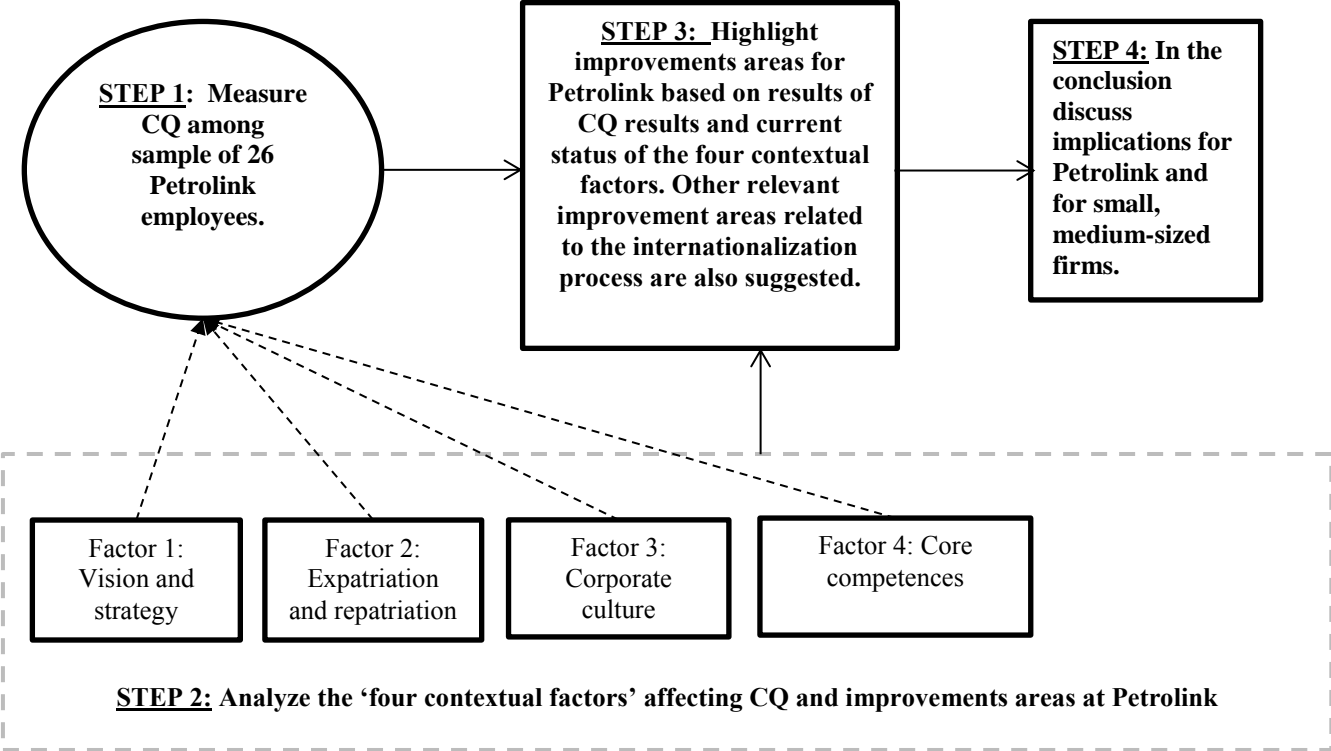 STEP 1: Measure
CQ among
sample of 26
Petrolink
employees.
STEP 3: Highlight
improvements areas for
Petrolink based on results of
CQ results and current
status of the four contextual
factors. Other relevant
improvement areas related
to the internationalization
process are also suggested.
STEP 4: In the
conclusion
discuss
implications for
Petrolink and
for small,
medium-sized
firms.
Factor 1:
Vision and
strategy
Factor 2:
Expatriation
and repatriation
Factor 3:
Corporate
culture
Factor 4: Core
competences
STEP 2: Analyze the ‘four contextual factors’ affecting CQ and improvements areas at Petrolink